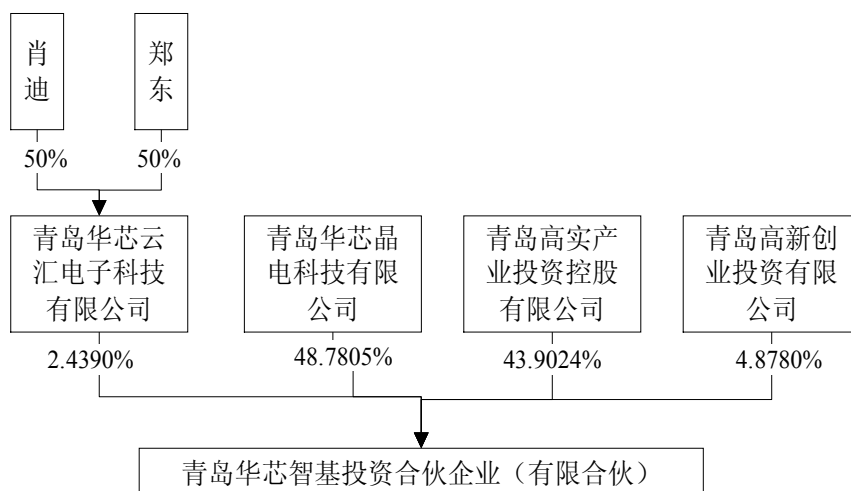 肖迪
郑东
50%
50%
青岛华芯云
汇电子科技
有限公司
青岛华芯晶
电科技有限
公司
青岛高实产
业投资控股
有限公司
青岛高新创
业投资有限
公司
2.4390%
48.7805%
43.9024%
4.8780%
青岛华芯智基投资合伙企业（有限合伙）